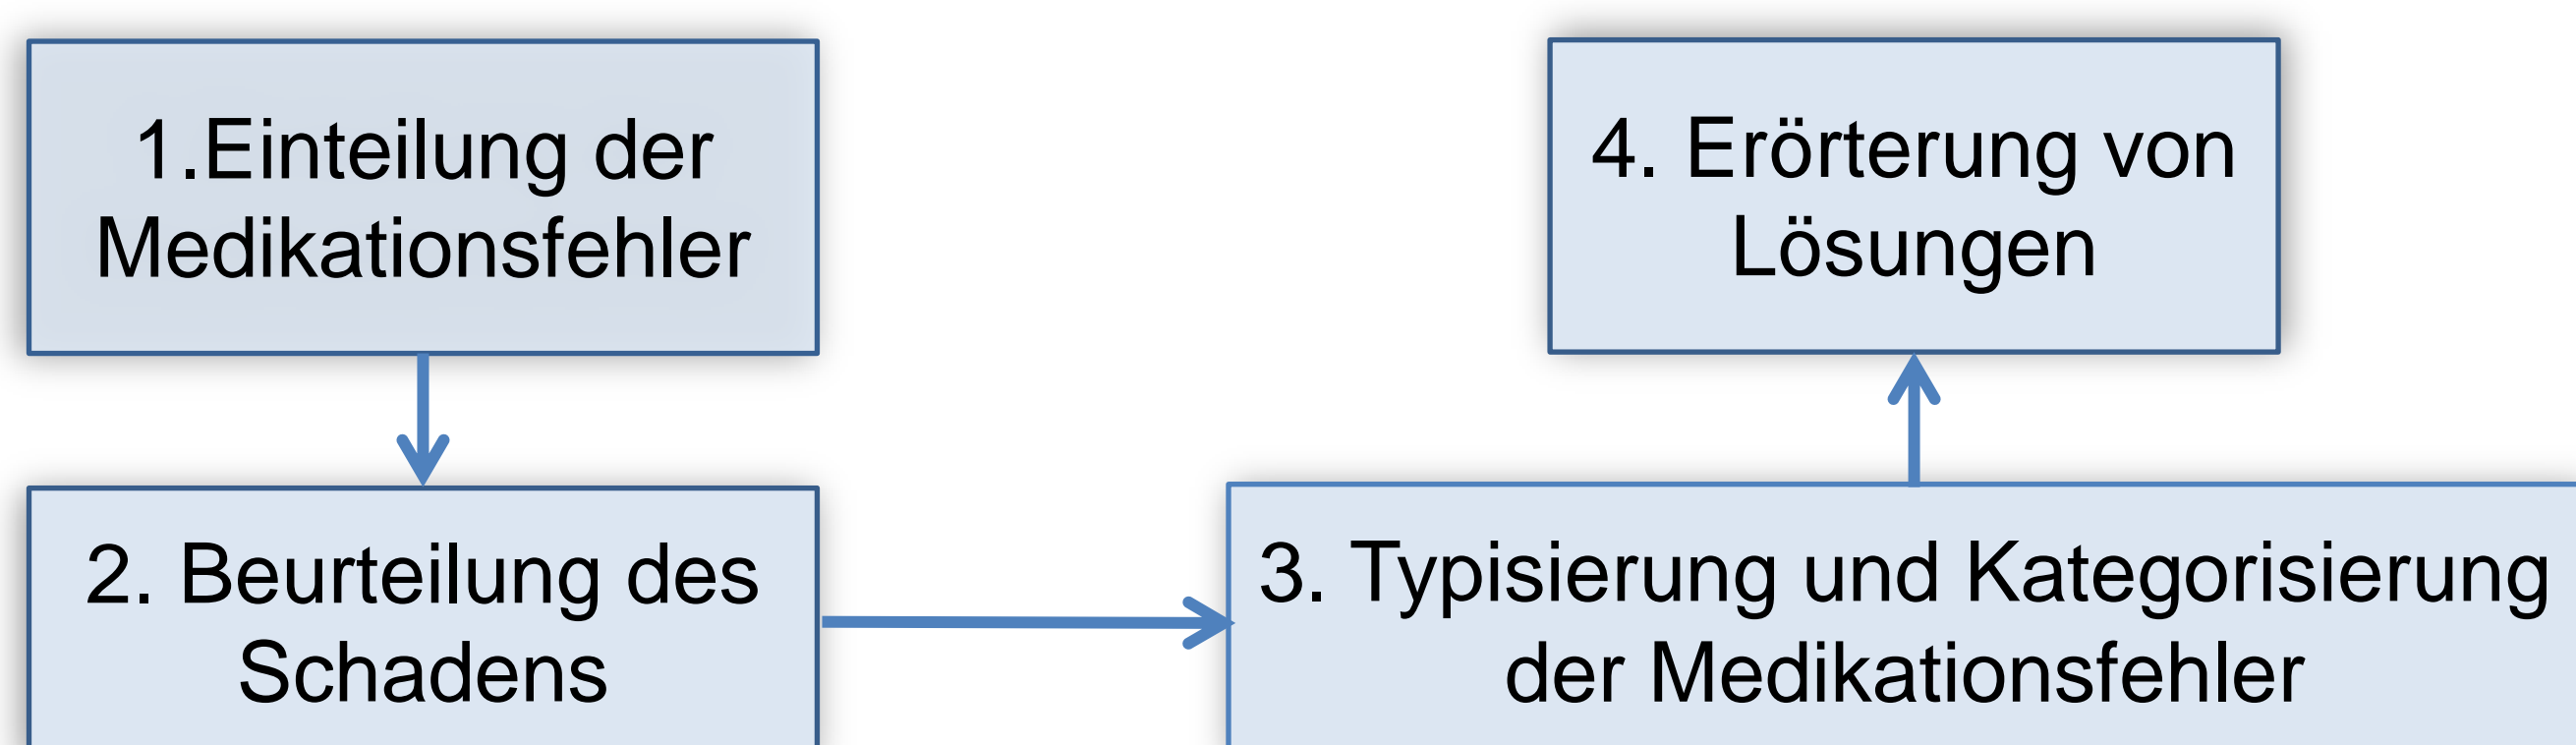 1.Einteilung der
Medikationsfehler
2. Beurteilung des
Schadens
3. Typisierung und Kategorisierung
der Medikationsfehler
4. Erörterung von
Lösungen